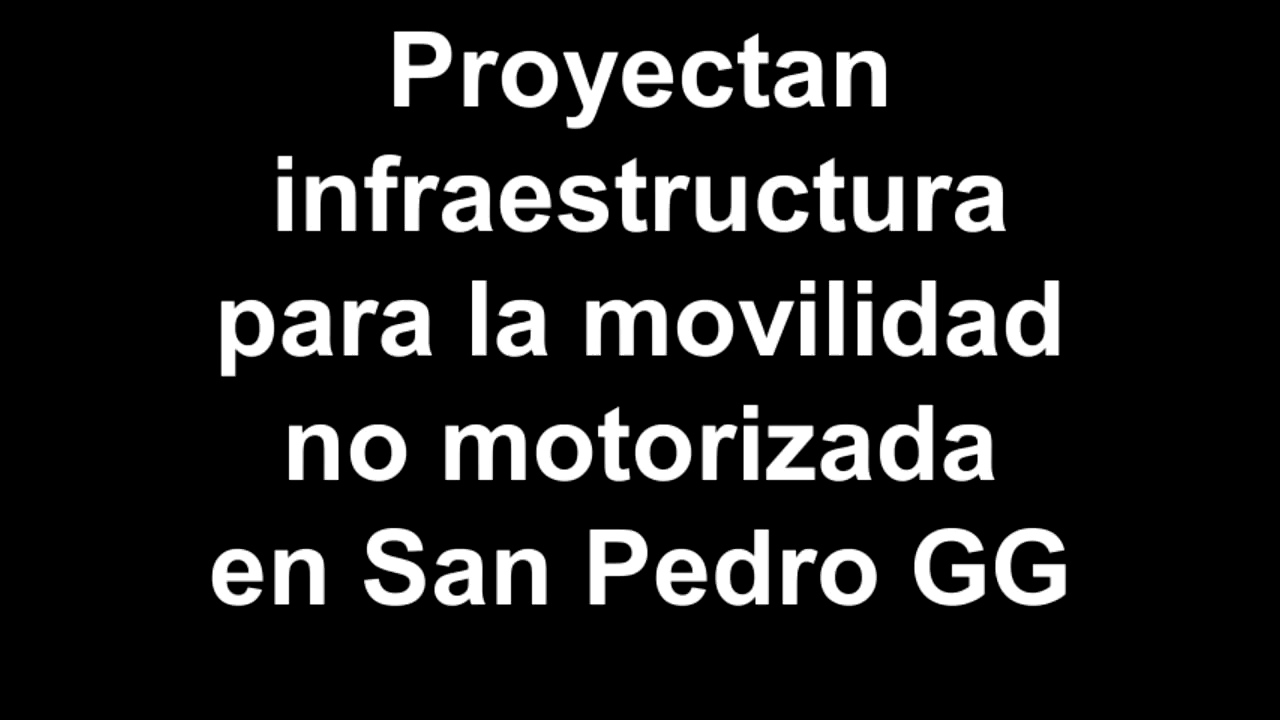 Proyectan
infraestructura
para la movilidad
no motorizada
en San Pedro GG